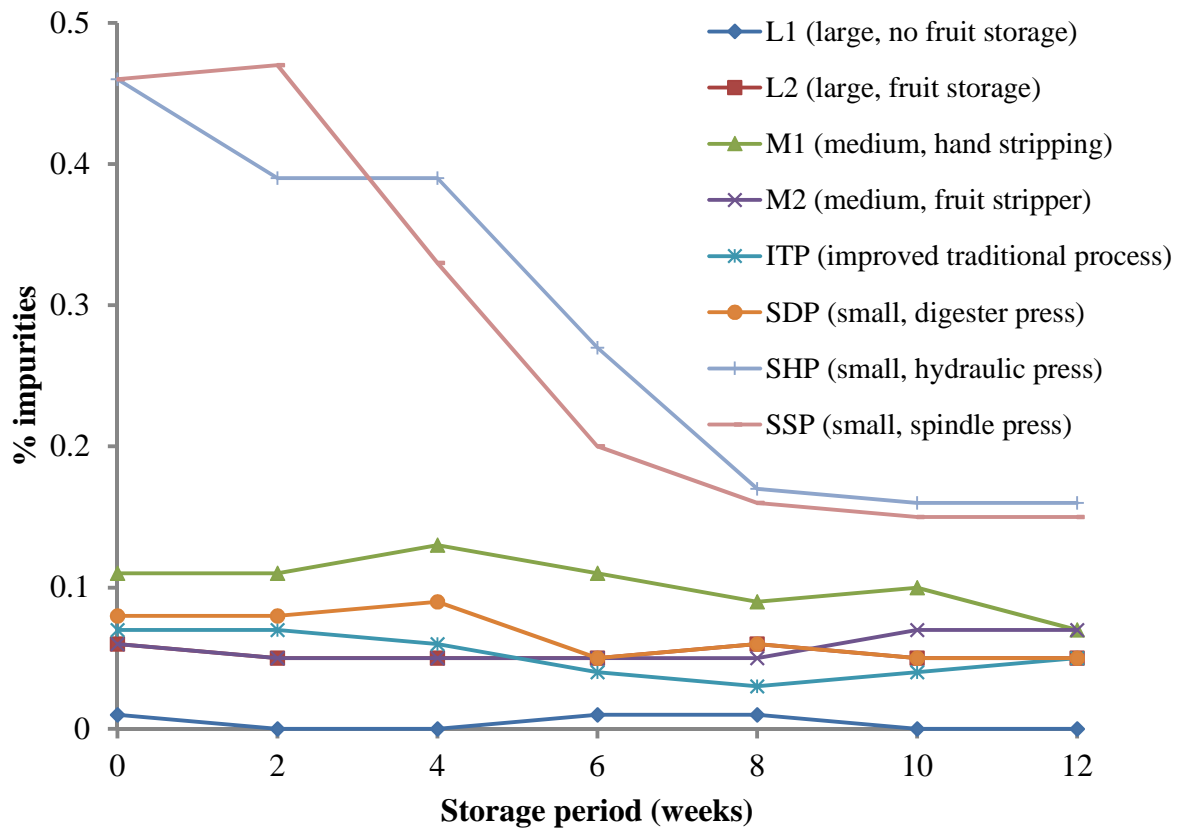 0.5
0.4
0.3
0.2
0.1
0
% impurities
L1 (large, no fruit storage)
L2 (large, fruit storage)
M1 (medium, hand stripping)
M2 (medium, fruit stripper)
ITP (improved traditional process)
SDP (small, digester press)
SHP (small, hydraulic press)
SSP (small, spindle press)
0 2 4 6 8 10 12
Storage period (weeks)